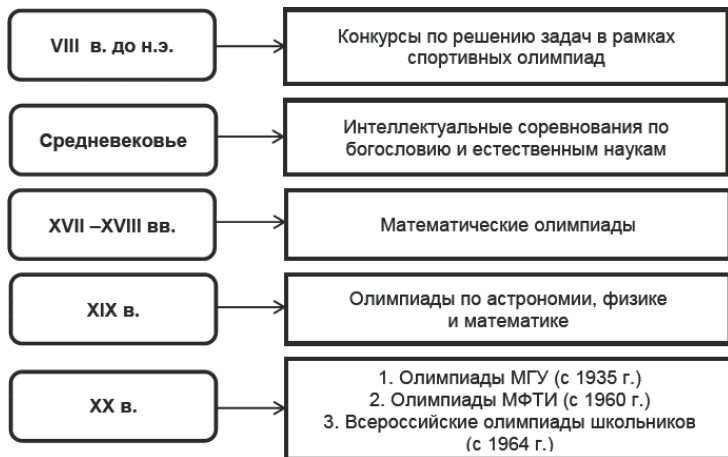 VIII в. до н.э.
Конкурсы по решению задач в рамках
спортивных олимпиад
Средневековье
Интеллектуальные соревнования по
богословию и естественным наукам
XVII –XVIII вв.
Математические олимпиады
XIX в.
Олимпиады по астрономии, физике
и математике
XX в.
1. Олимпиады МГУ (с 1935 г.)
2. Олимпиады МФТИ (с 1960 г.)
3. Всероссийские олимпиады школьников
(с 1964 г.)